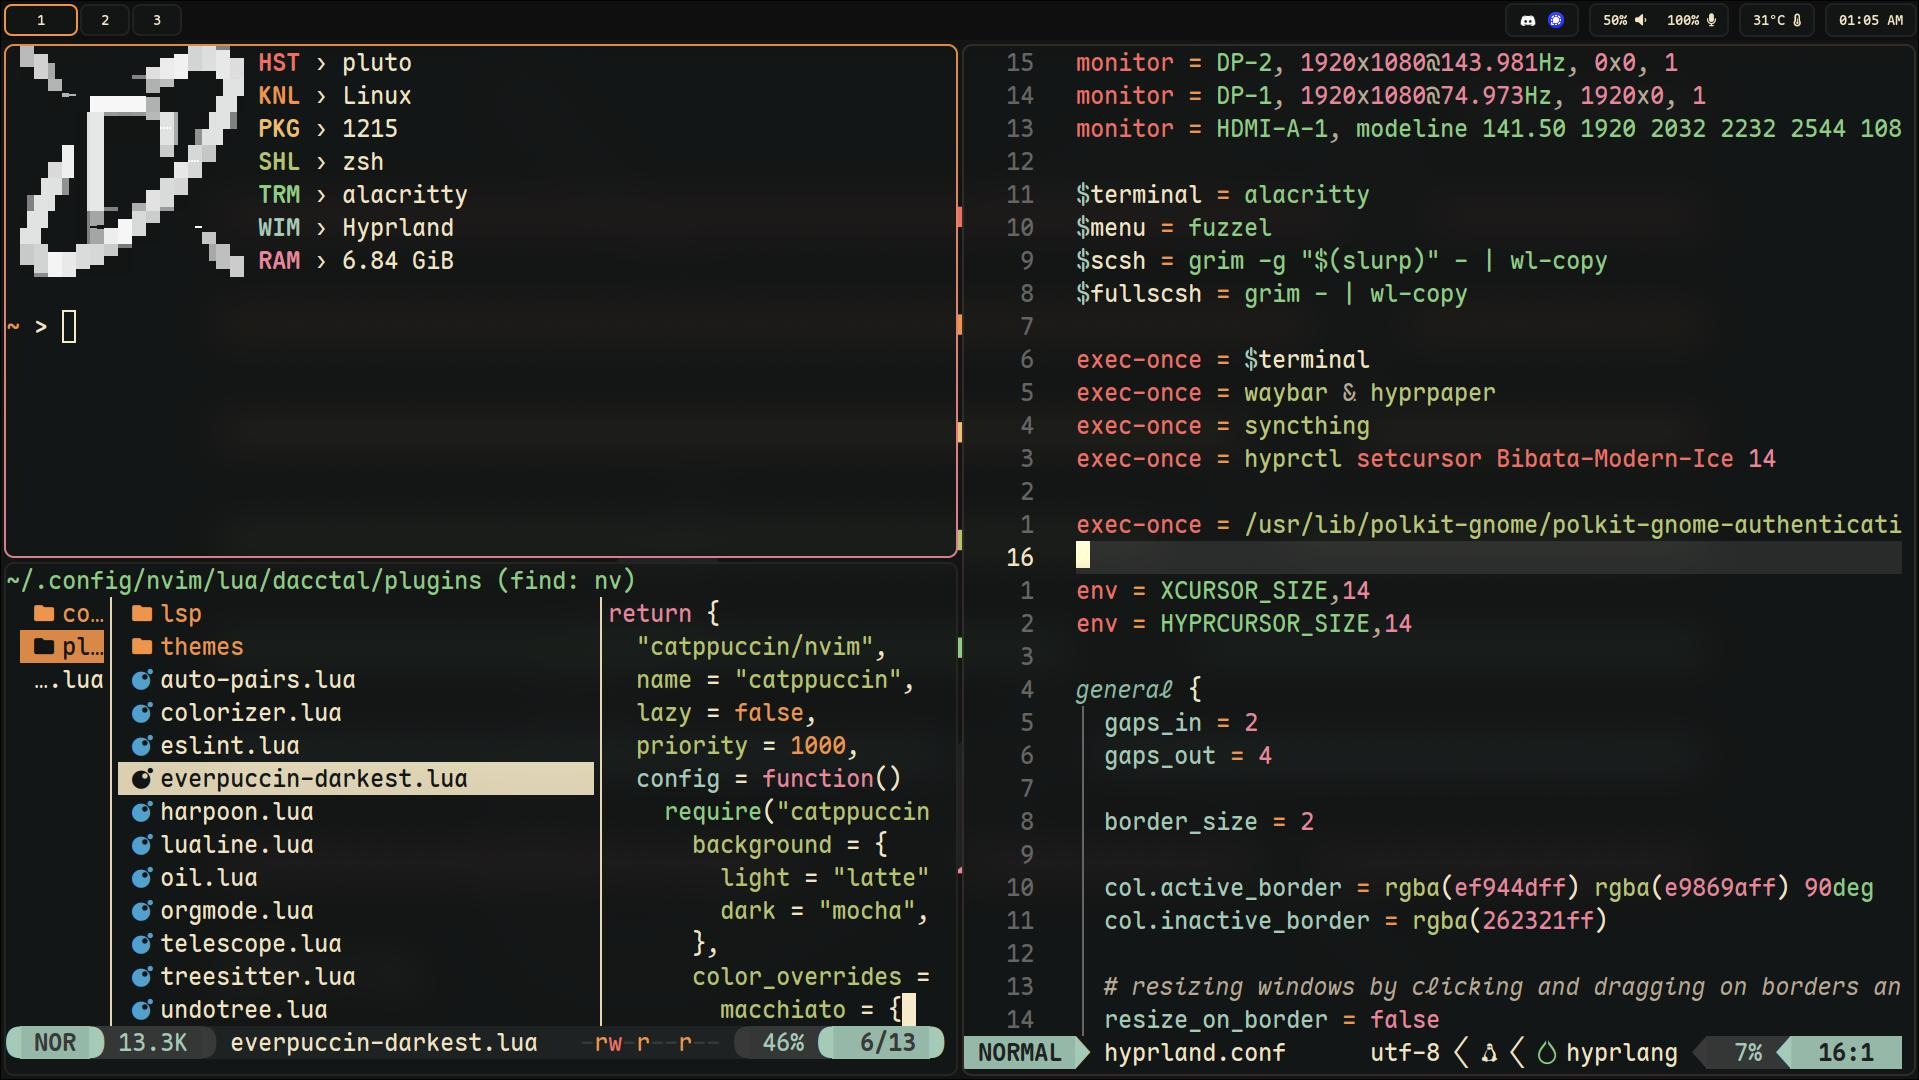 1 2 3
50% 100% 31°C 01:05 AM
HST › pluto
KNL › Linux
PKG › 1215
SHL › zsh
TRM › alacritty
WIM › Hyprland
RAM › 6.84 GiB
~ >
~/.config/nvim/lua/dacctal/plugins (find: nv)
co…
pl…
….lua
lsp
themes
auto-pairs.lua
colorizer.lua
eslint.lua
everpuccin-darkest.lua
harpoon.lua
lualine.lua
oil.lua
orgmode.lua
telescope.lua
treesitter.lua
undotree.lua
return {
"catppuccin/nvim",
name = "catppuccin",
lazy = false,
priority = 1000,
config = function()
require("catppuccin
background = {
light = "latte"
dark = "mocha",
},
color_overrides =
macchiato = {
NOR 13.3K everpuccin-darkest.lua -rw-r--r-- 46% 6/13
15 monitor = DP-2, 1920x1080@143.981Hz, 0x0, 1
14 monitor = DP-1, 1920x1080@74.973Hz, 1920x0, 1
13 monitor = HDMI-A-1, modeline 141.50 1920 2032 2232 2544 108
12
11 $terminal = alacritty
10 $menu = fuzzel
9 $scsh = grim -g "$(slurp)" - | wl-copy
8 $fullscsh = grim - | wl-copy
7
6 exec-once = $terminal
5 exec-once = waybar & hyprpaper
4 exec-once = syncthing
3 exec-once = hyprctl setcursor Bibata-Modern-Ice 14
2
1 exec-once = /usr/lib/polkit-gnome/polkit-gnome-authenticati
16
1 env = XCURSOR_SIZE,14
2 env = HYPRCURSOR_SIZE,14
3
4 general {
5 gaps_in = 2
6 gaps_out = 4
7
8 border_size = 2
9
10 col.active_border = rgba(ef944dff) rgba(e9869aff) 90deg
11 col.inactive_border = rgba(262321ff)
12
13 # resizing windows by clicking and dragging on borders an
14 resize_on_border = false
NORMAL hyprland.conf utf-8 hyprlang 7% 16:1